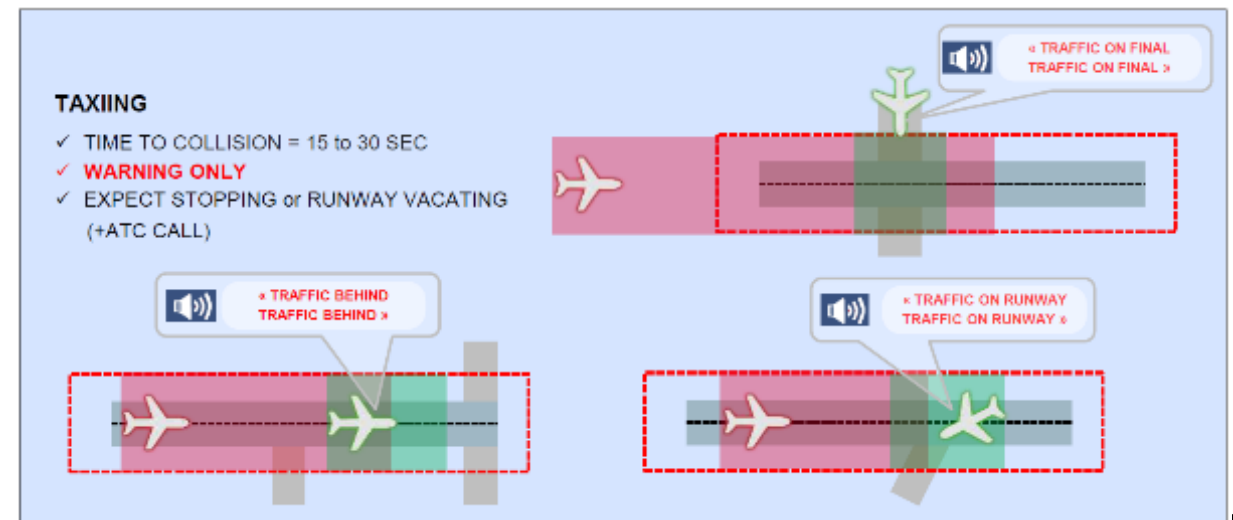 « TRAFFIC ON FINAL
TRAFFIC ON FINAL »
TAXIING
✓ TIME TO COLLISION = 15 to 30 SEC
✓ WARNING ONLY
✓ EXPECT STOPPING or RUNWAY VACATING
(+ATC CALL)
« TRAFFIC BEHIND
TRAFFIC BEHIND »
« TRAFFIC ON RUNWAY
TRAFFIC ON RUNWAY »